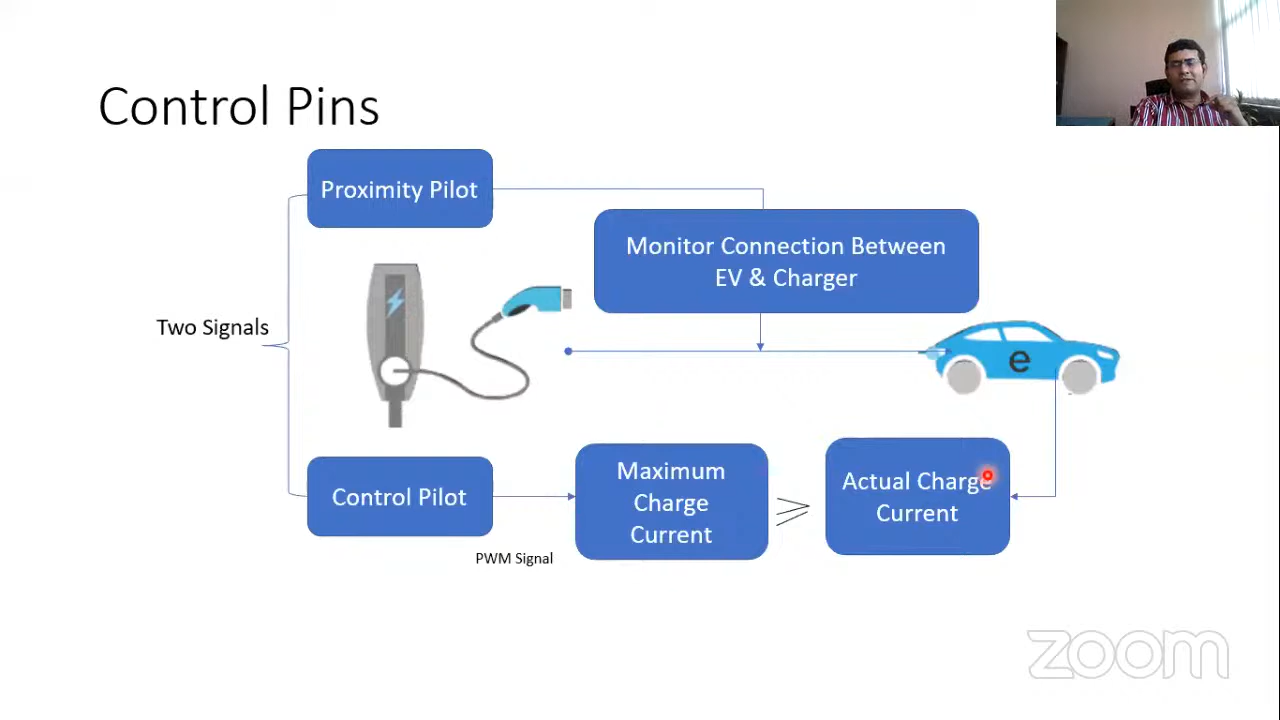 Control Pins
Proximity Pilot
Monitor Connection Between
EV & Charger
Two Signals
e
Control Pilot
Maximum
Charge
Current
Actual Charge
Current
PWM Signal
zoom